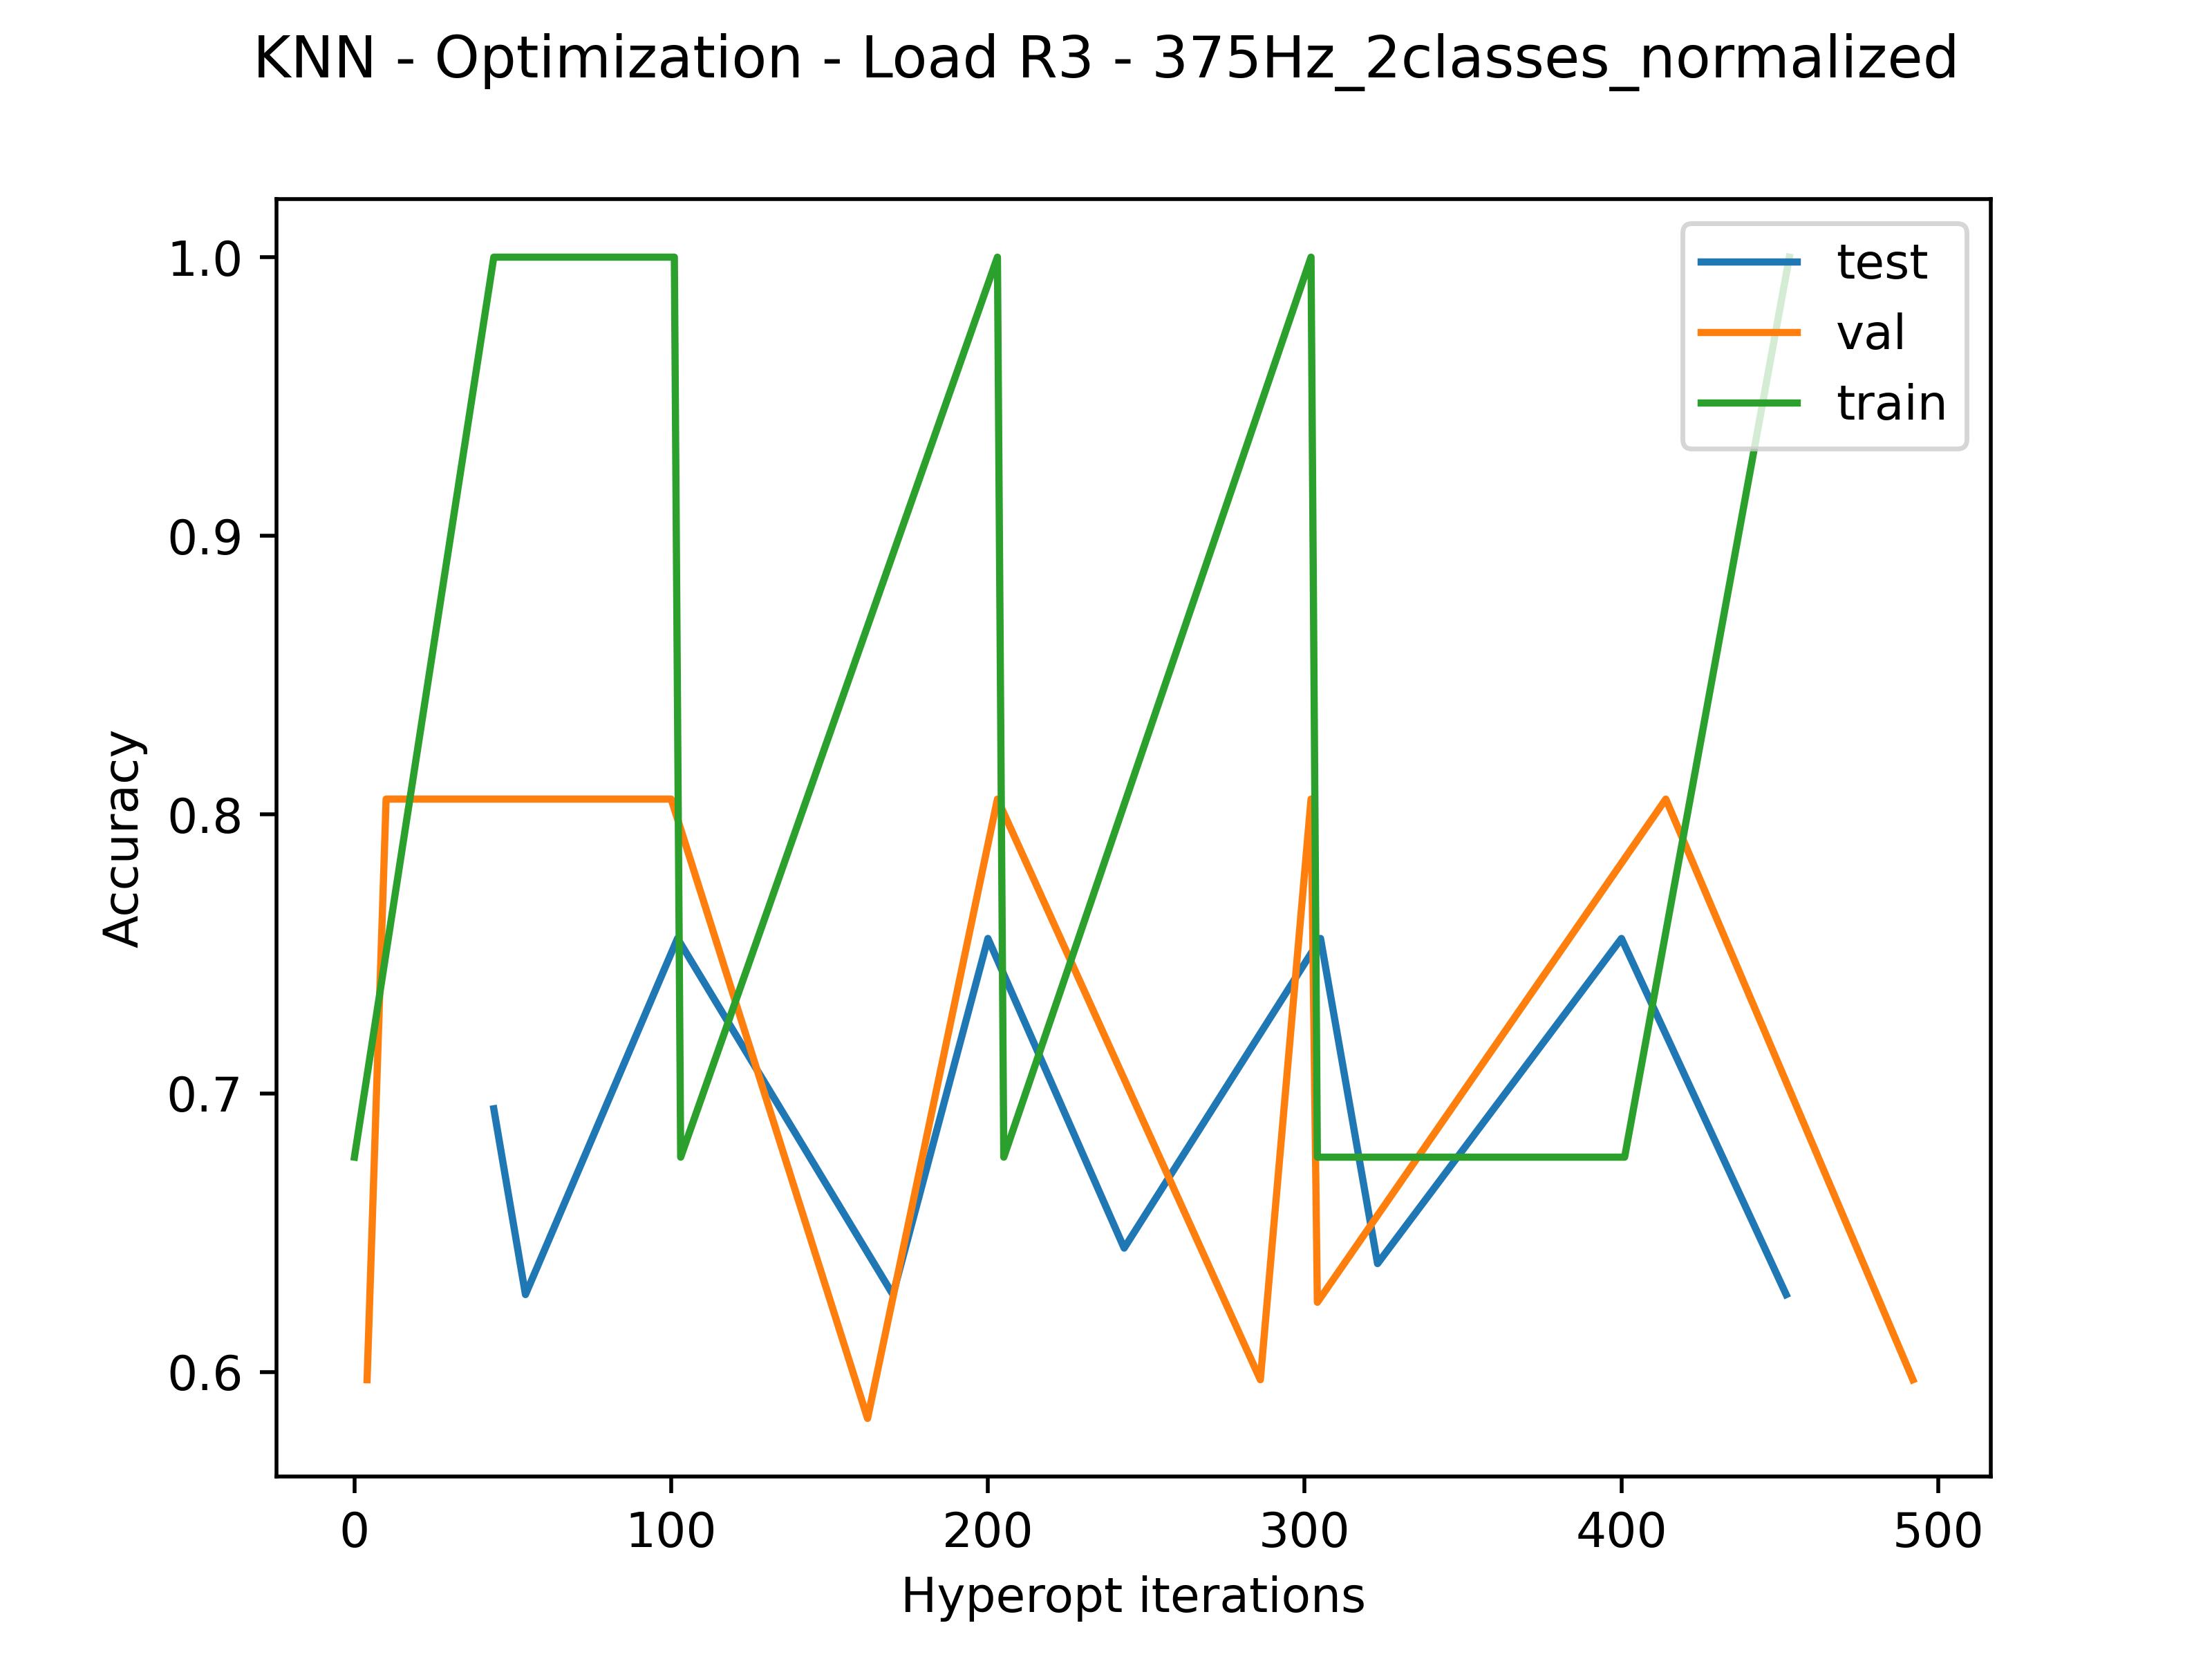 KNN - Optimization - Load R3 - 375Hz_2classes_normalized
test
val
train
1.0
0.9
0.8
0.7
0.6
Accuracy
0 100 200 300 400 500
Hyperopt iterations